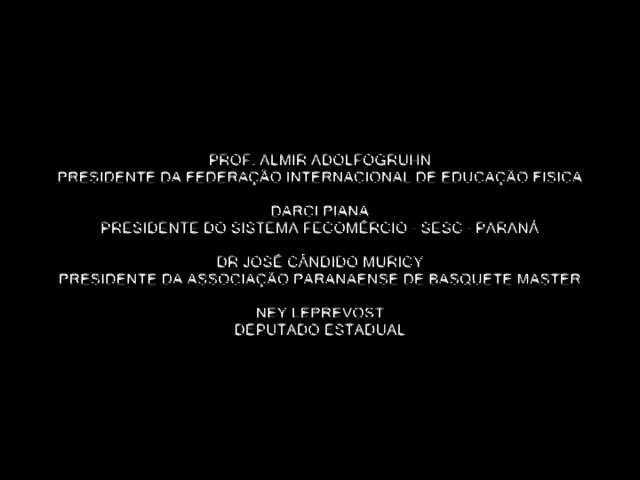 PROF. ALMIR ADOLFOGRUHN
PRESIDENTE DA FEDERAÇÃO INTERNACIONAL DE EDUCAÇÃO FISICA
DARCI PIANA
PRESIDENTE DO SISTEMA FECOMÉRCIO - SESC - PARANÁ
DR JOSÉ CÂNDIDO MURICY
PRESIDENTE DA ASSOCIAÇÃO PARANAENSE DE BASQUETE MASTER
NEY LEPREVOST
DEPUTADO ESTADUAL